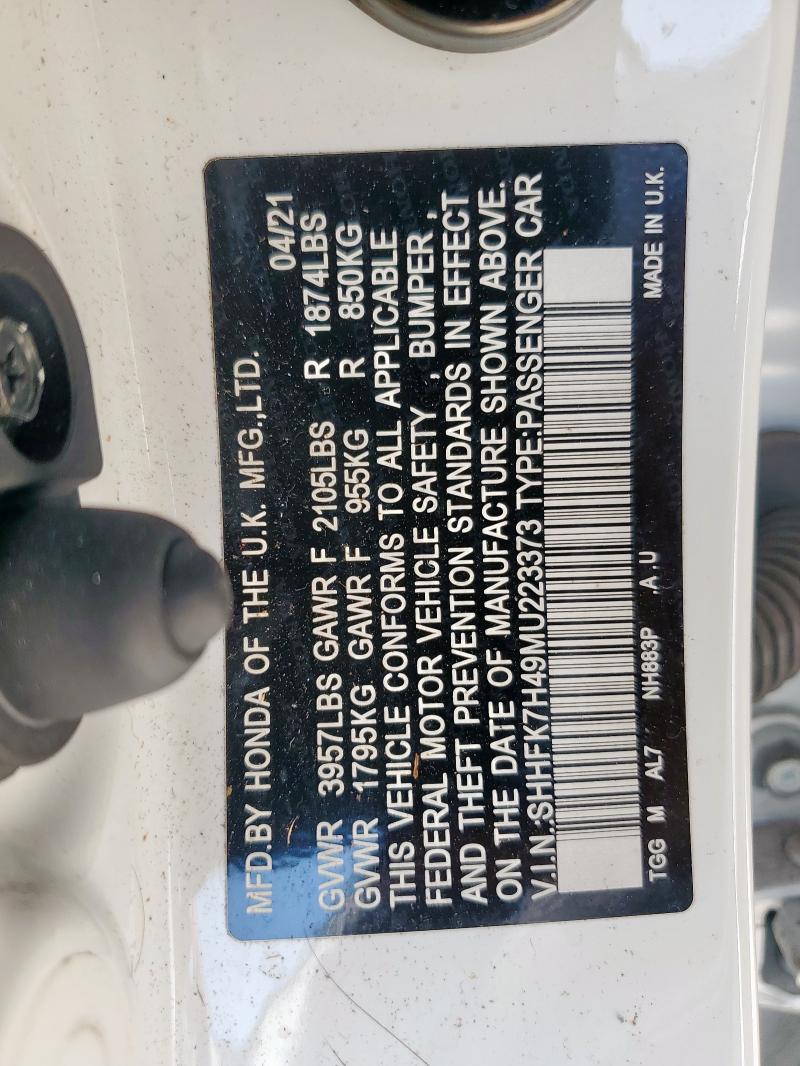 MFD.BY HONDA OF THE U.K. MFG.,LTD. 04/21
GVWR 3957LBS GAWR F 2105LBS R 1874LBS
GVWR 1795KG GAWR F 955KG R 850KG
THIS VEHICLE CONFORMS TO ALL APPLICABLE
FEDERAL MOTOR VEHICLE SAFETY , BUMPER ,
AND THEFT PREVENTION STANDARDS IN EFFECT
ON THE DATE OF MANUFACTURE SHOWN ABOVE.
V.I.N.:SHHFK7H49MU223373 TYPE:PASSENGER CAR
TGG M AL7 NH883P .A .U MADE IN U.K.